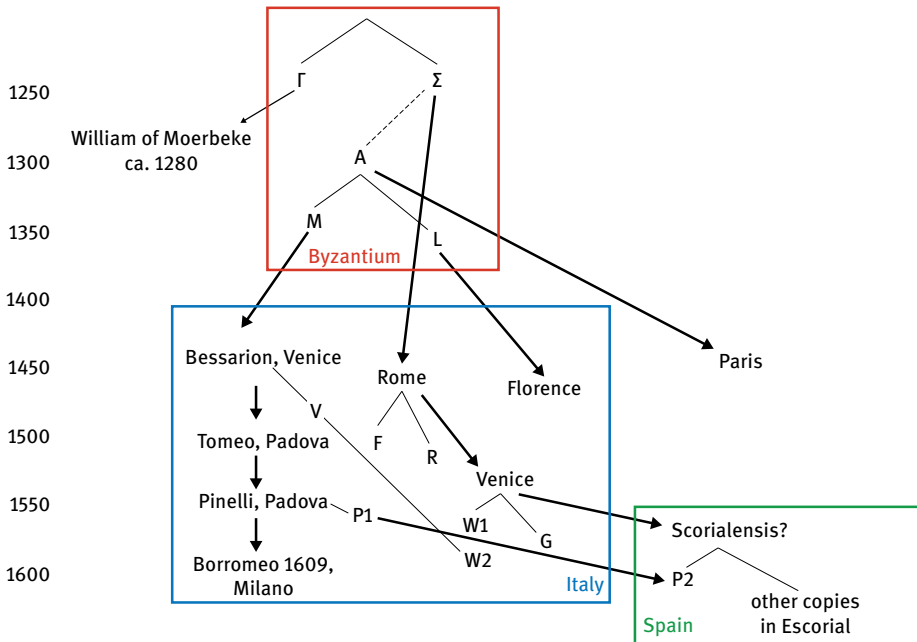 Γ
Σ
1250
William of Moerbeke
ca. 1280
1300
A
M
1350
L
Byzantium
1400
Bessarion, Venice
Paris
1450
Rome
Florence
V
1500
Tomeo, Padova
F
R
Venice
1550
Pinelli, Padova
P1
W1
G
Scorialensis?
W2
Borromeo 1609,
Milano
1600
Italy
P2
other copies
in Escorial
Spain